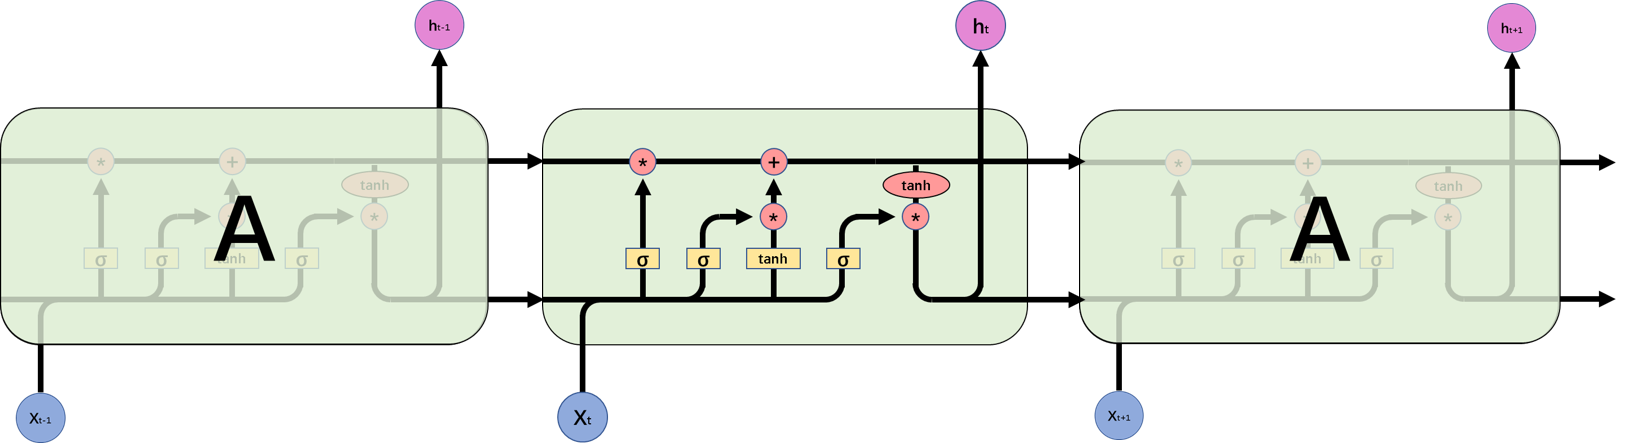 ht-1
ht
ht+1
* + tanh *
* + tanh * *
* + tanh *
A
A
σ σ tanh σ
σ σ tanh σ
σ σ tanh σ
Xt-1
Xt
Xt+1